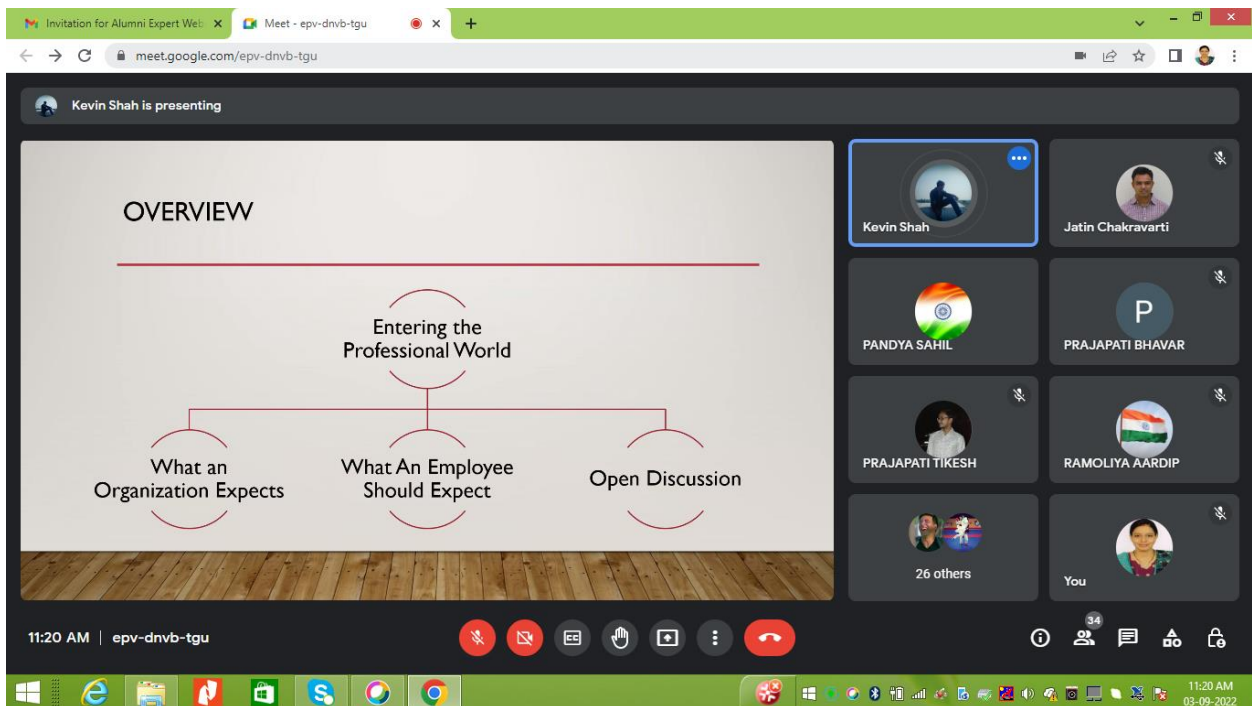 Invitation for Alumni Expert Web
Meet - epv-dnvb-tgu
meet.google.com/epv-dnvb-tgu
Kevin Shah is presenting
OVERVIEW
Entering the
Professional World
What an
Organization Expects
What An Employee
Should Expect
Open Discussion
Kevin Shah
Jatin Chakravarti
PANDYA SAHIL
PRAJAPATI BHAVAR
PRAJAPATI TIKESH
RAMOLIYA AARDIP
26 others
You
11:20 AM | epv-dnvb-tgu
CC
34
11:20 AM
03-09-2022